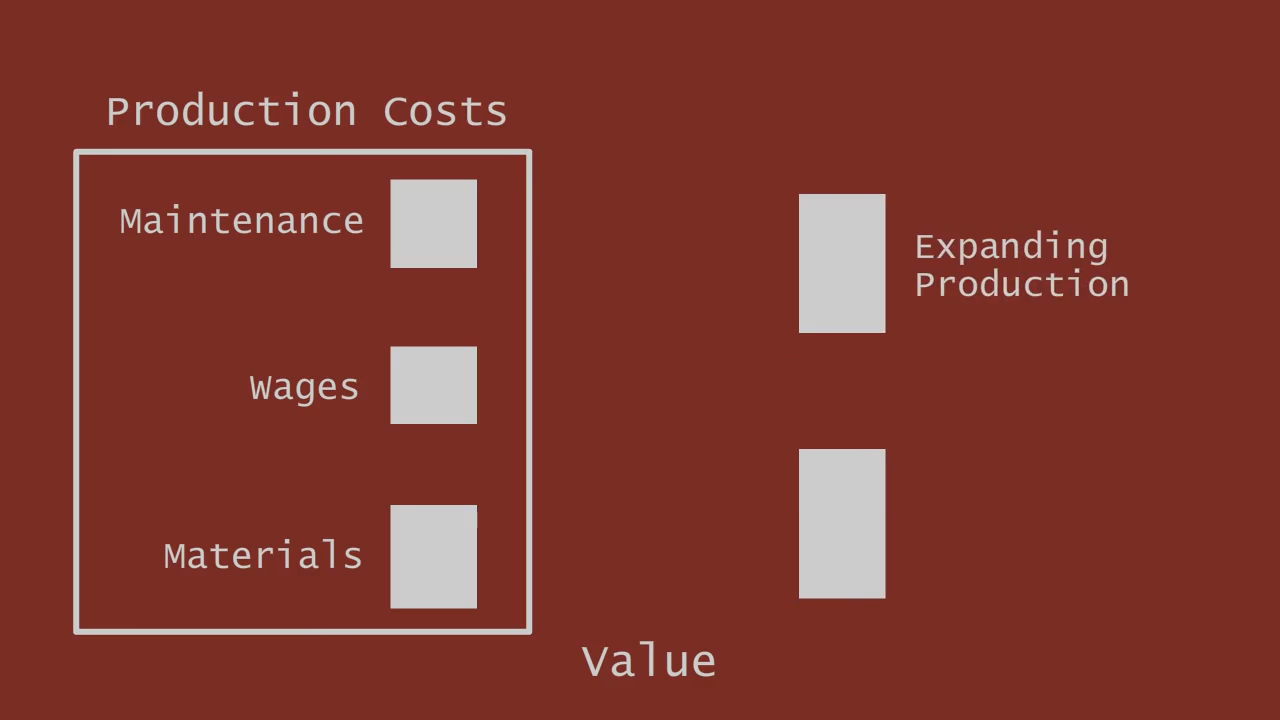 Production Costs
Maintenance
Wages
Materials
Expanding
Production
Value